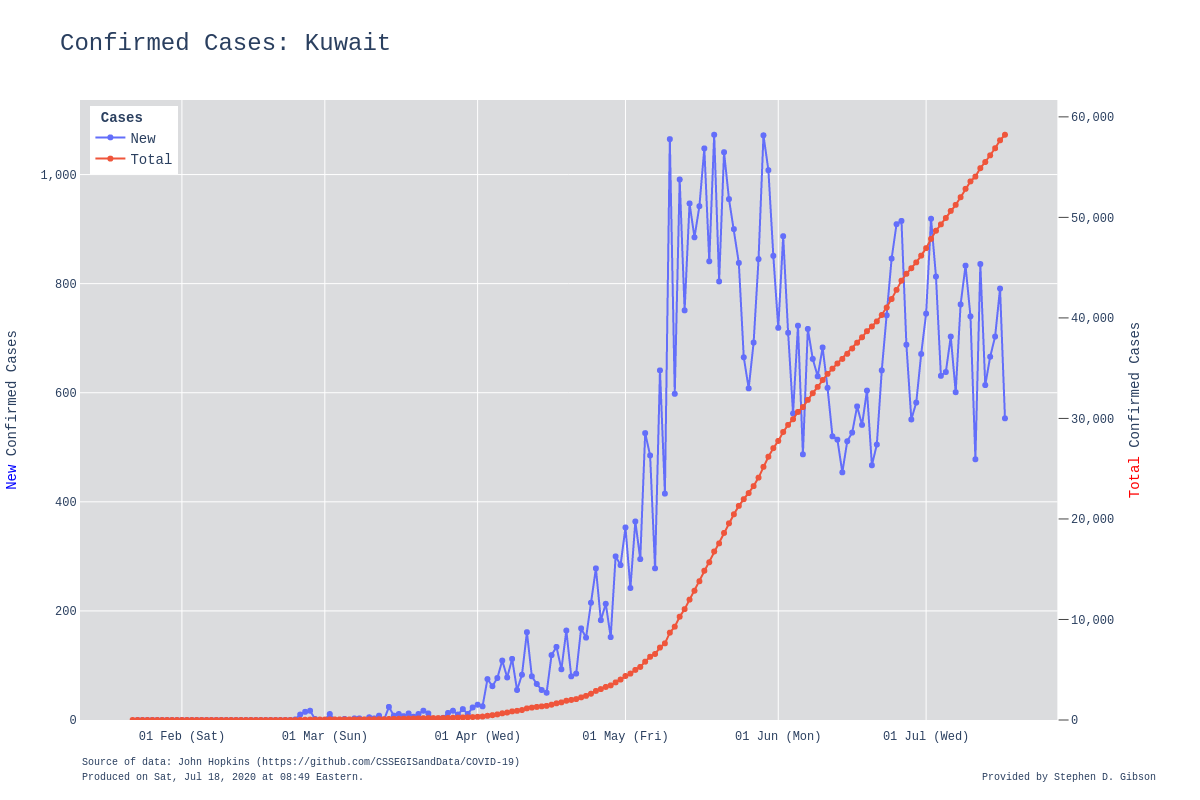 Confirmed Cases: Kuwait
Cases
New
Total
1,000
800
600
400
200
0
60,000
50,000
40,000
30,000
20,000
10,000
0
New Confirmed Cases
Total Confirmed Cases
01 Feb (Sat)
01 Mar (Sun)
01 Apr (Wed)
01 May (Fri)
01 Jun (Mon)
01 Jul (Wed)
Source of data: John Hopkins (https://github.com/CSSEGISandData/COVID-19)
Produced on Sat, Jul 18, 2020 at 08:49 Eastern.
Provided by Stephen D. Gibson